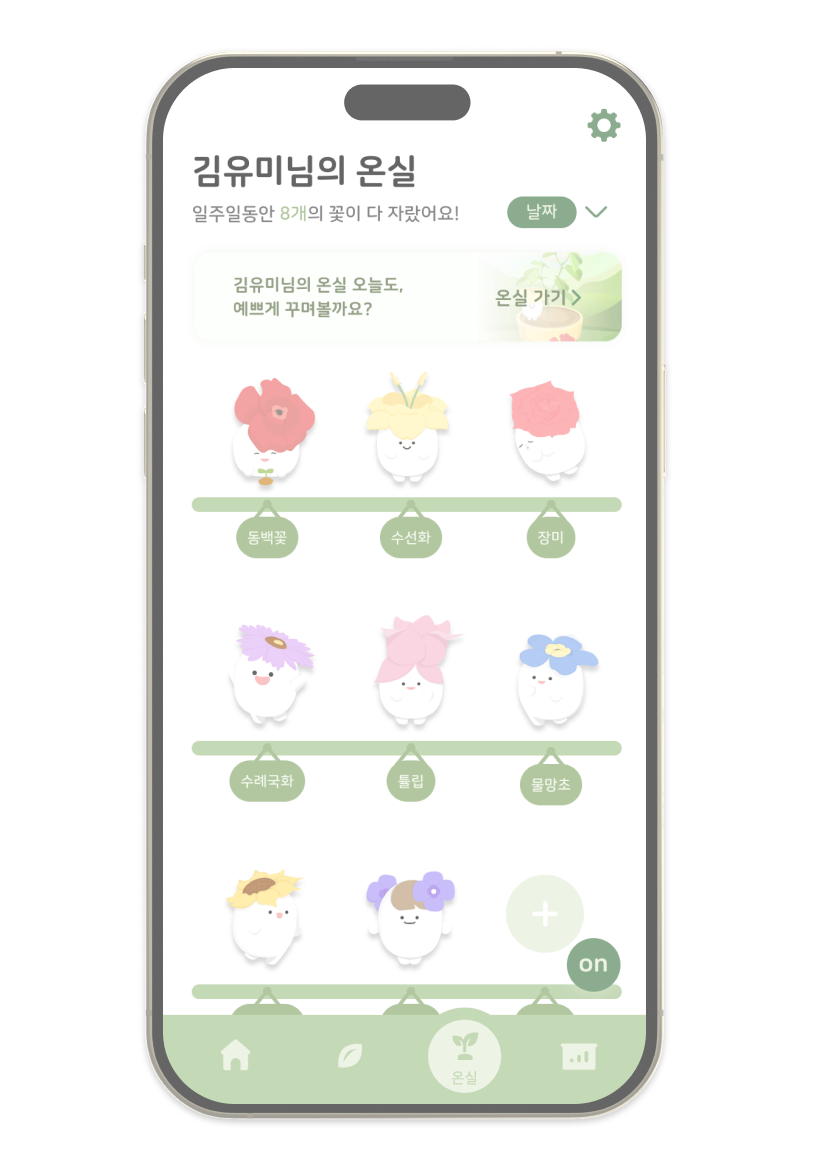 김유미님의 온실
일주일동안 8개의 꽃이 다 자랐어요!
날짜
김유미님의 온실 오늘도,
예쁘게 꾸며볼까요?
온실 가기
동백꽃
수선화
장미
수레국화
튤립
물망초
on
온실